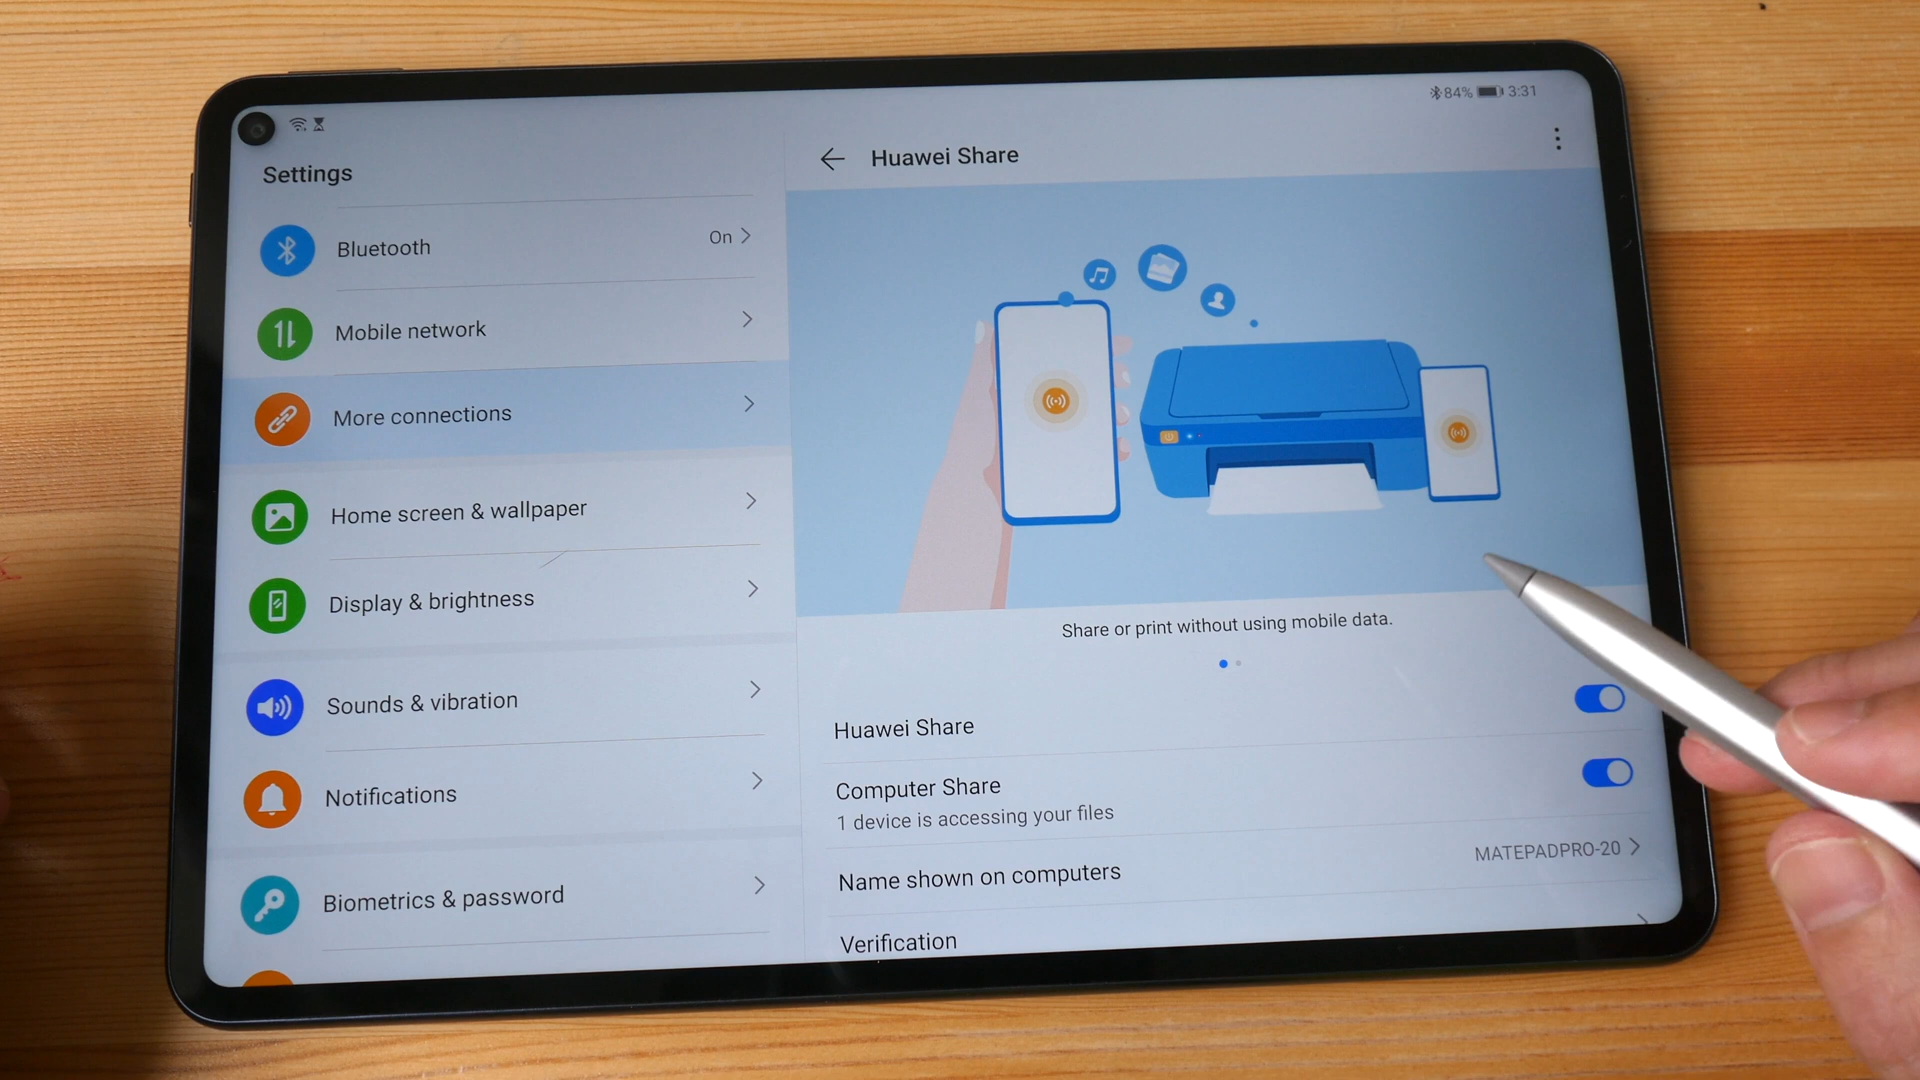 84% 3:31
Settings
Bluetooth On
Mobile network
More connections
Home screen & wallpaper
Display & brightness
Sounds & vibration
Notifications
Biometrics & password
Huawei Share
Share or print without using mobile data.
Huawei Share
Computer Share
1 device is accessing your files
Name shown on computers MATEPADPRO-20
Verification